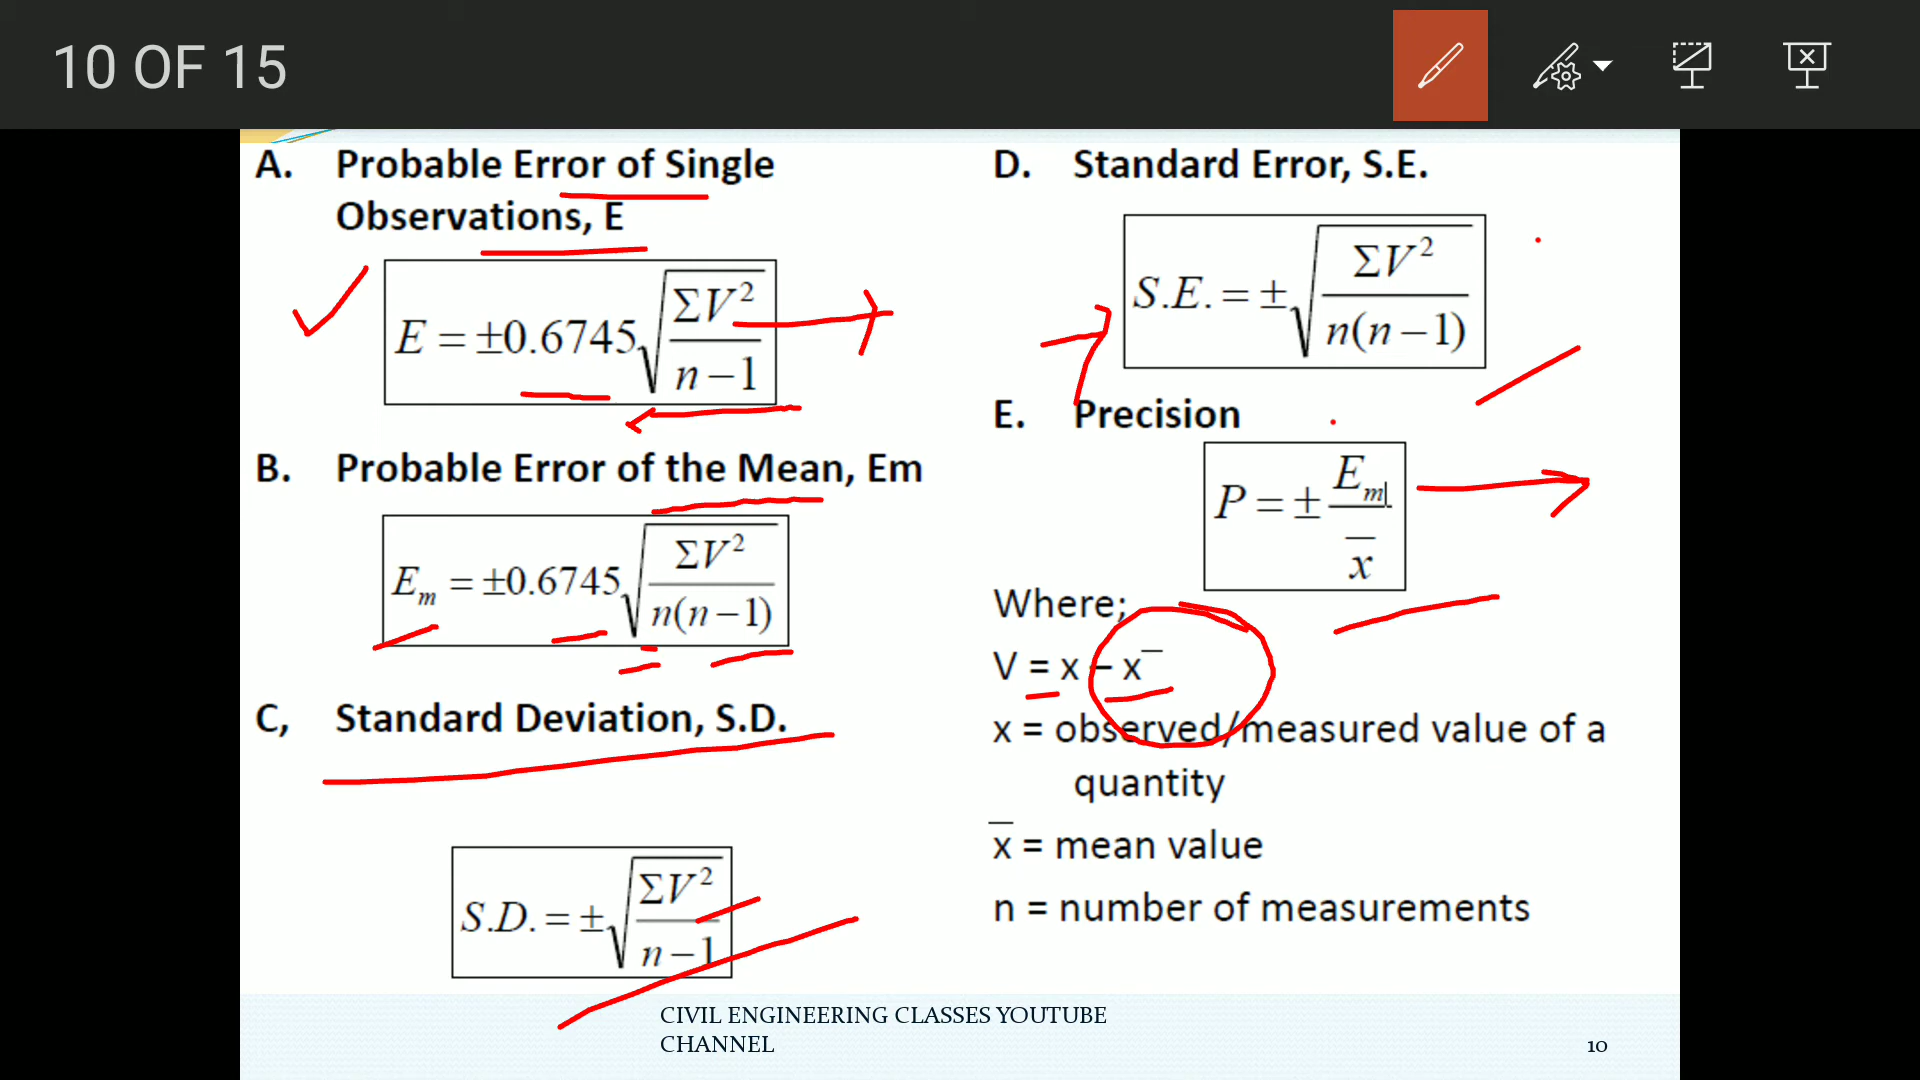 10 OF 15
A. Probable Error of Single
Observations, E
E = ±0.6745√(ΣV²/(n−1))
B. Probable Error of the Mean, Em
Eₘ = ±0.6745√(ΣV²/(n(n−1)))
C, Standard Deviation, S.D.
S.D. = ±√(ΣV²/(n−1))
D. Standard Error, S.E.
S.E. = ±√(ΣV²/(n(n−1)))
E. Precision
P = ±Eₘ/x̅
Where;
V = x – x¯
x = observed/measured value of a
quantity
x̅ = mean value
n = number of measurements
CIVIL ENGINEERING CLASSES YOUTUBE
CHANNEL
10